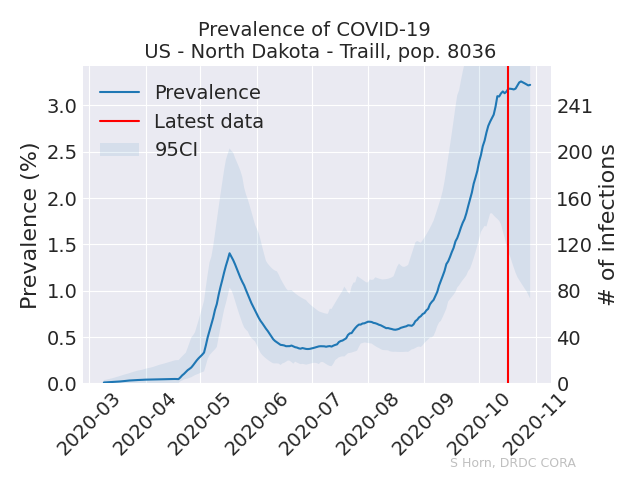 Prevalence of COVID-19
US - North Dakota - Traill, pop. 8036
Prevalence
Latest data
95CI
Prevalence (%)
3.0
2.5
2.0
1.5
1.0
0.5
0.0
241
200
160
120
80
40
0
# of infections
2020-03
2020-04
2020-05
2020-06
2020-07
2020-08
2020-09
2020-10
2020-11
S Horn, DRDC CORA